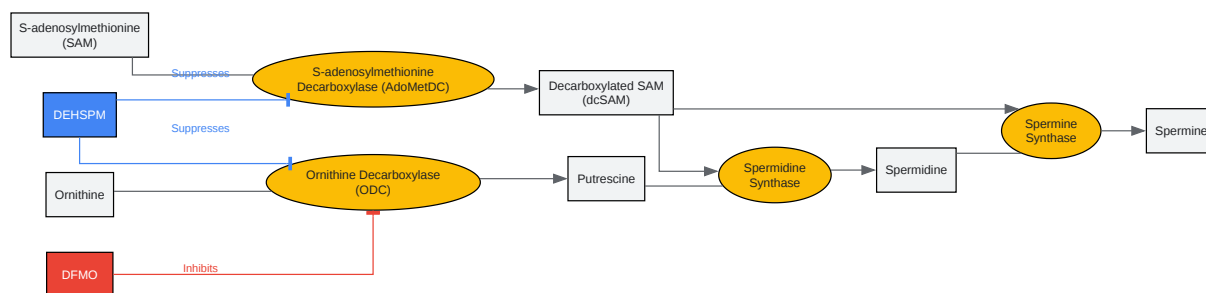 S-adenosylmethionine
(SAM)
Suppresses
S-adenosylmethionine
Decarboxylase (AdoMetDC)
Decarboxylated SAM
(dcSAM)
DEHSPM
Suppresses
Spermine
Synthase
Spermine
Ornithine
Ornithine Decarboxylase
(ODC)
Putrescine
Spermidine
Synthase
Spermidine
DFMO
Inhibits